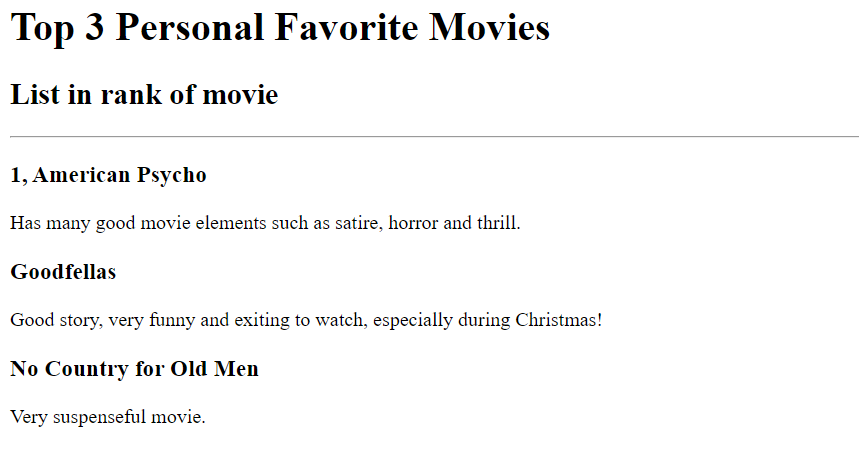 Top 3 Personal Favorite Movies
List in rank of movie
1, American Psycho
Has many good movie elements such as satire, horror and thrill.
Goodfellas
Good story, very funny and exiting to watch, especially during Christmas!
No Country for Old Men
Very suspenseful movie.